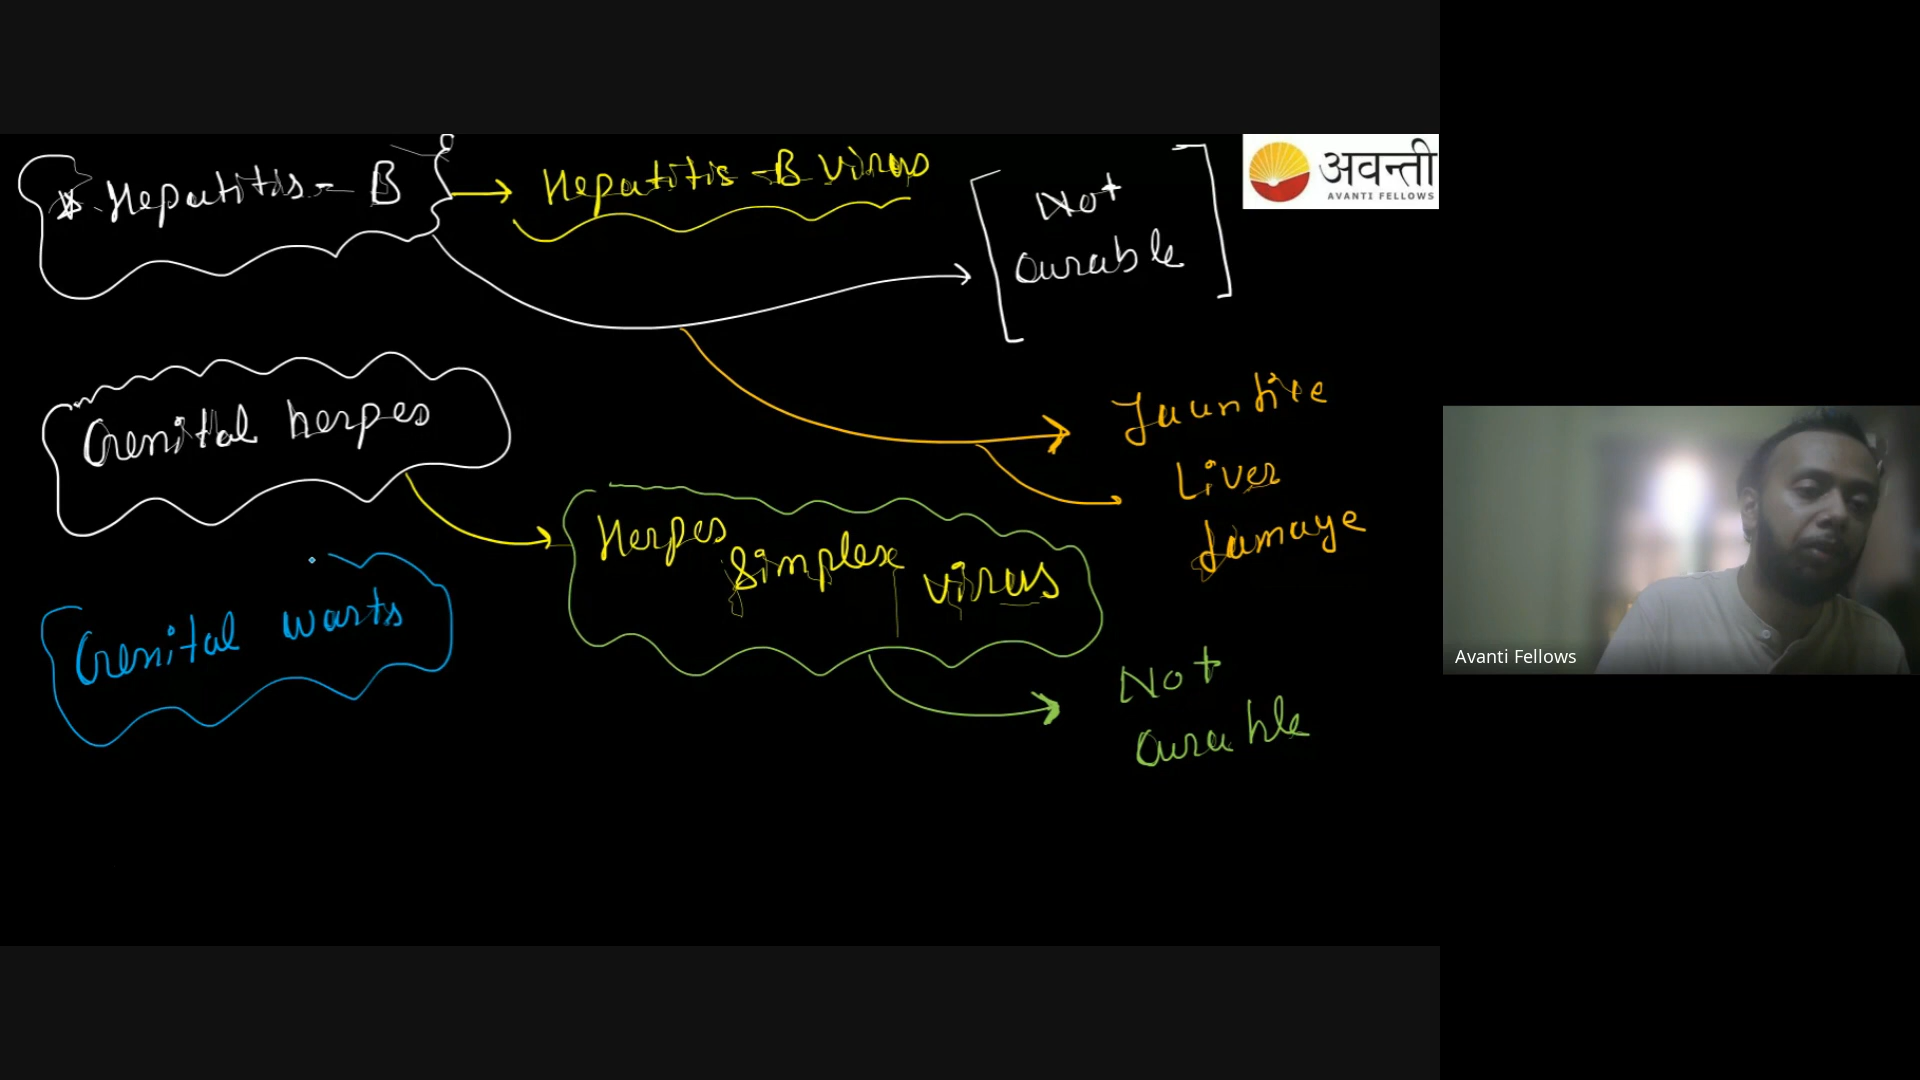 * Hepatitis - B
Hepatitis - B virus
Not
curable
अवन्ती
AVANTI FELLOWS
Jaundice
Liver
damage
Genital herpes
Herpes simplex virus
Not
curable
Genital warts
Avanti Fellows